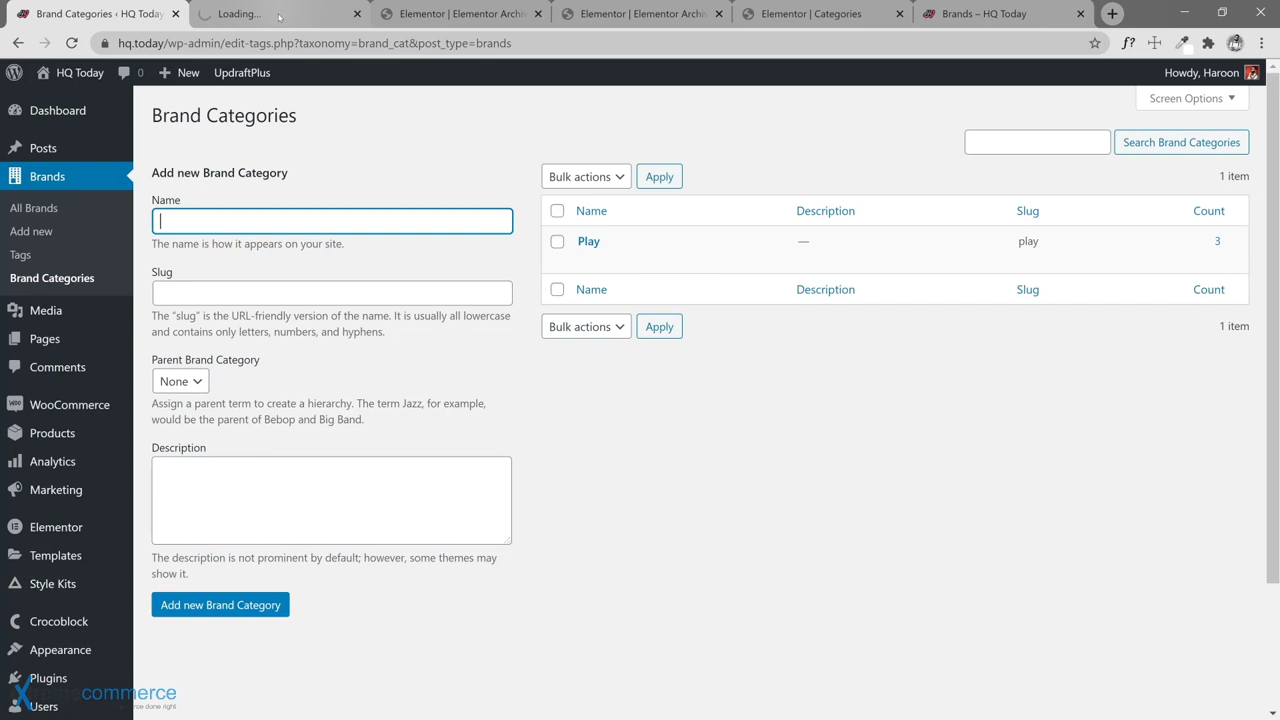 Brand Categories ‹ HQ Today
Loading...
Elementor | Elementor Archiv
Elementor | Elementor Archiv
Elementor | Categories
Brands – HQ Today
hq.today/wp-admin/edit-tags.php?taxonomy=brand_cat&post_type=brands
HQ Today
0
New
UpdraftPlus
Howdy, Haroon
Dashboard
Posts
Brands
All Brands
Add new
Tags
Brand Categories
Media
Pages
Comments
WooCommerce
Products
Analytics
Marketing
Elementor
Templates
Style Kits
Crocoblock
Appearance
Plugins
Users
Brand Categories
Screen Options
Search Brand Categories
Add new Brand Category
Name
The name is how it appears on your site.
Slug
The “slug” is the URL-friendly version of the name. It is usually all lowercase
and contains only letters, numbers, and hyphens.
Parent Brand Category
None
Assign a parent term to create a hierarchy. The term Jazz, for example,
would be the parent of Bebop and Big Band.
Description
The description is not prominent by default; however, some themes may
show it.
Add new Brand Category
Bulk actions
Apply
1 item
Name Description Slug Count
Play — play 3
Name Description Slug Count
Bulk actions
Apply
1 item